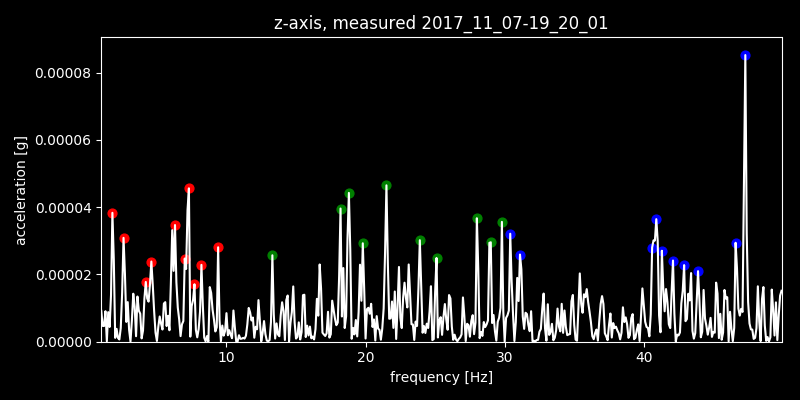 z-axis, measured 2017_11_07-19_20_01
acceleration [g]
0.00008
0.00006
0.00004
0.00002
0.00000
10 20 30 40
frequency [Hz]